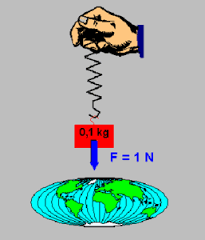 0,1 kg
F = 1 N